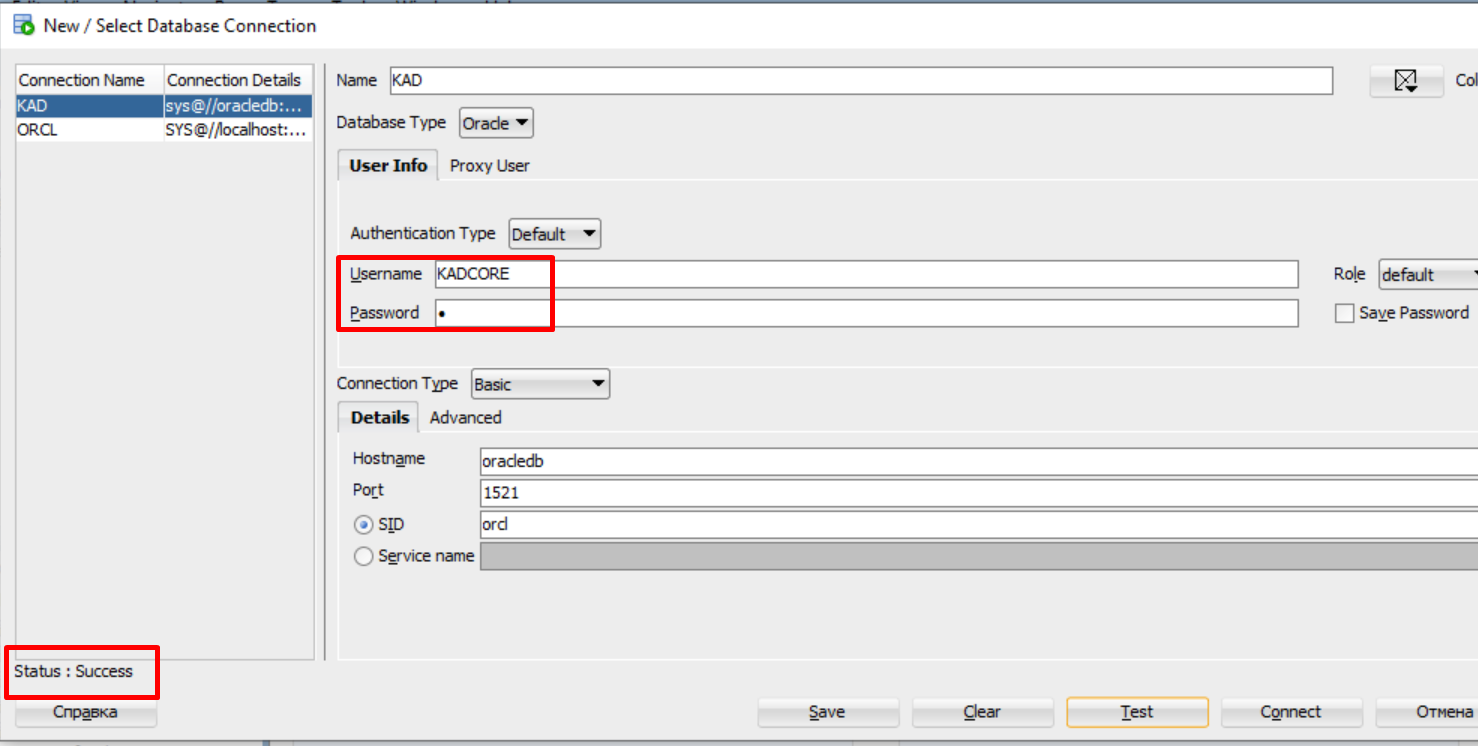 New / Select Database Connection
Connection Name Connection Details
KAD sys@//oracledb:...
ORCL SYS@//localhost:...
Status : Success
Справка
Name KAD
Database Type Oracle
User Info Proxy User
Authentication Type Default
Username KADCORE
Role default
Password •
Save Password
Connection Type Basic
Details Advanced
Hostname oracledb
Port 1521
SID orcl
Service name
Save Clear Test Connect Отмена